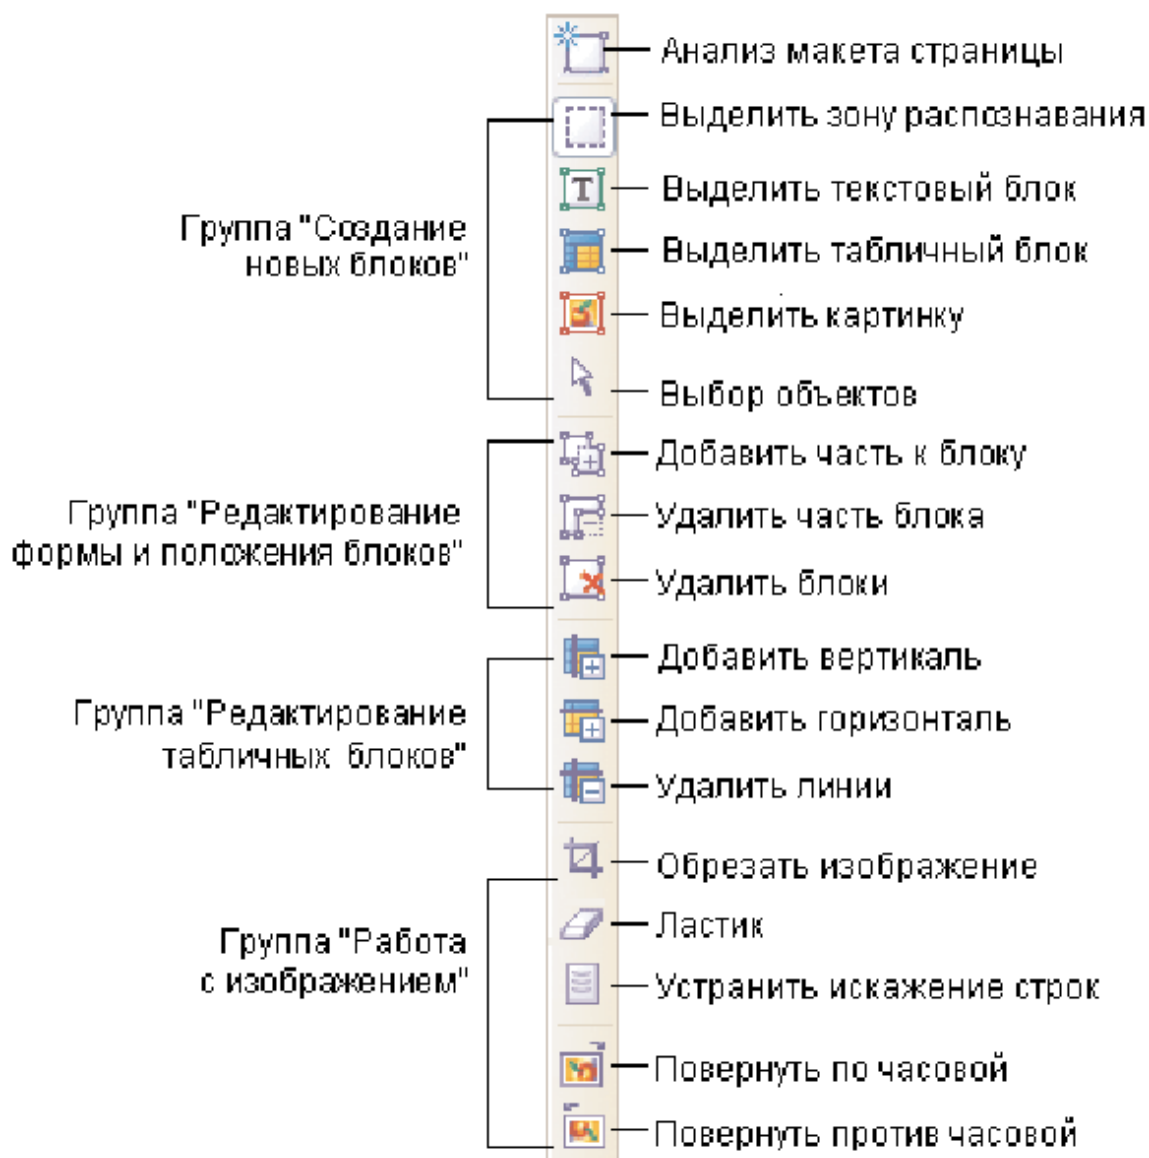 Анализ макета страницы
Выделить зону распознавания
Выделить текстовый блок
Группа "Создание
новых блоков"
Выделить табличный блок
Выделить картинку
Выбор объектов
Добавить часть к блоку
Группа "Редактирование
формы и положения блоков"
Удалить часть блока
Удалить блоки
Добавить вертикаль
Группа "Редактирование
табличных блоков"
Добавить горизонталь
Удалить линии
Обрезать изображение
Ластик
Группа "Работа
с изображением"
Устранить искажение строк
Повернуть по часовой
Повернуть против часовой
T